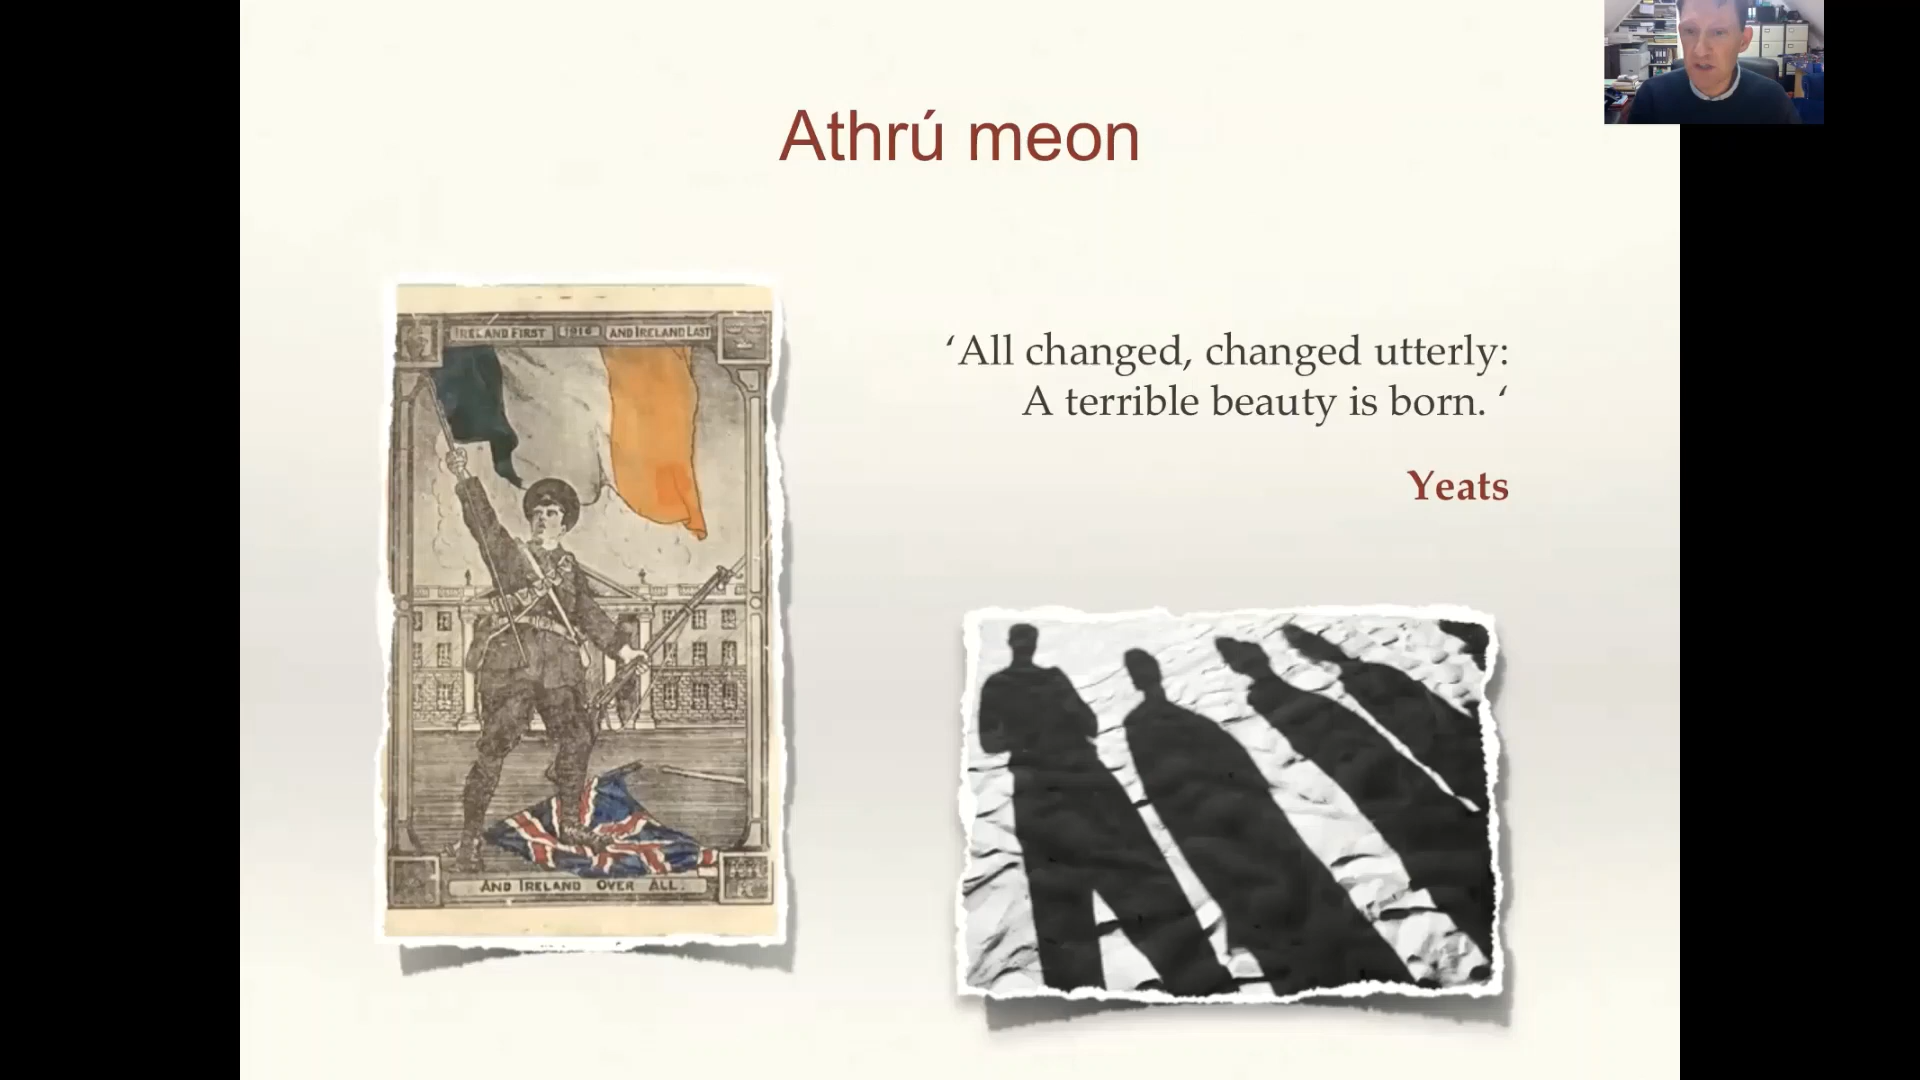 Athrú meon
IRELAND FIRST 1916 AND IRELAND LAST
AND IRELAND OVER ALL.
‘All changed, changed utterly:
A terrible beauty is born. ‘
Yeats